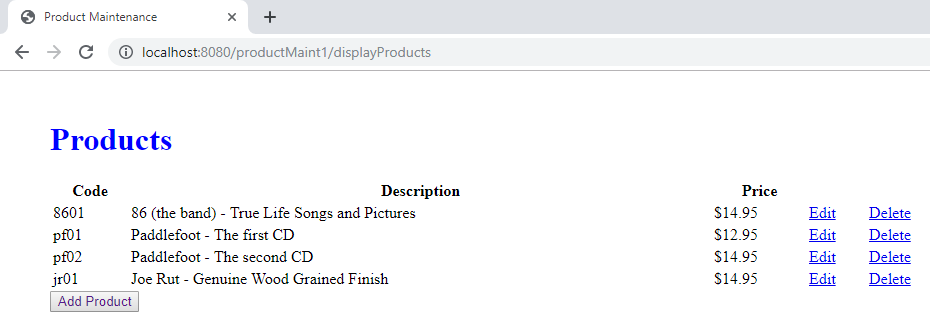 Product Maintenance
localhost:8080/productMaint1/displayProducts
Products
Code Description Price
8601 86 (the band) - True Life Songs and Pictures $14.95 Edit Delete
pf01 Paddlefoot - The first CD $12.95 Edit Delete
pf02 Paddlefoot - The second CD $14.95 Edit Delete
jr01 Joe Rut - Genuine Wood Grained Finish $14.95 Edit Delete
Add Product